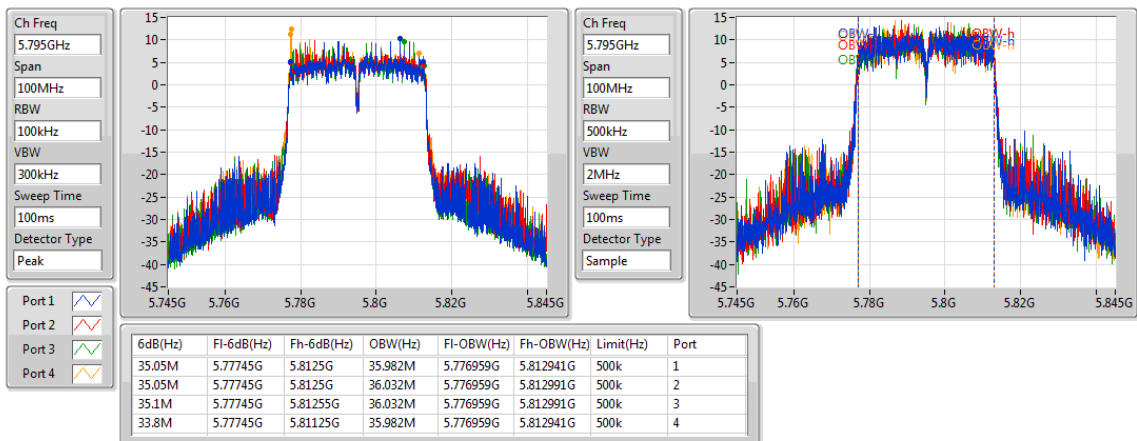 Ch Freq
5.795GHz
Span
100MHz
RBW
100kHz
VBW
300kHz
Sweep Time
100ms
Detector Type
Peak
15
10
5
0
-5
-10
-15
-20
-25
-30
-35
-40
-45
5.745G 5.76G 5.78G 5.8G 5.82G 5.845G
Ch Freq
5.795GHz
Span
100MHz
RBW
500kHz
VBW
2MHz
Sweep Time
100ms
Detector Type
Sample
15
10
5
0
-5
-10
-15
-20
-25
-30
-35
-40
-45
OBW-h
OBW-h
5.745G 5.76G 5.78G 5.8G 5.82G 5.845G
Port 1
Port 2
Port 3
Port 4
6dB(Hz) Fl-6dB(Hz) Fh-6dB(Hz) OBW(Hz) Fl-OBW(Hz) Fh-OBW(Hz) Limit(Hz) Port
35.05M 5.77745G 5.8125G 35.982M 5.776959G 5.812941G 500k 1
35.05M 5.77745G 5.8125G 36.032M 5.776959G 5.812991G 500k 2
35.1M 5.77745G 5.81255G 36.032M 5.776959G 5.812991G 500k 3
33.8M 5.77745G 5.81125G 35.982M 5.776959G 5.812941G 500k 4